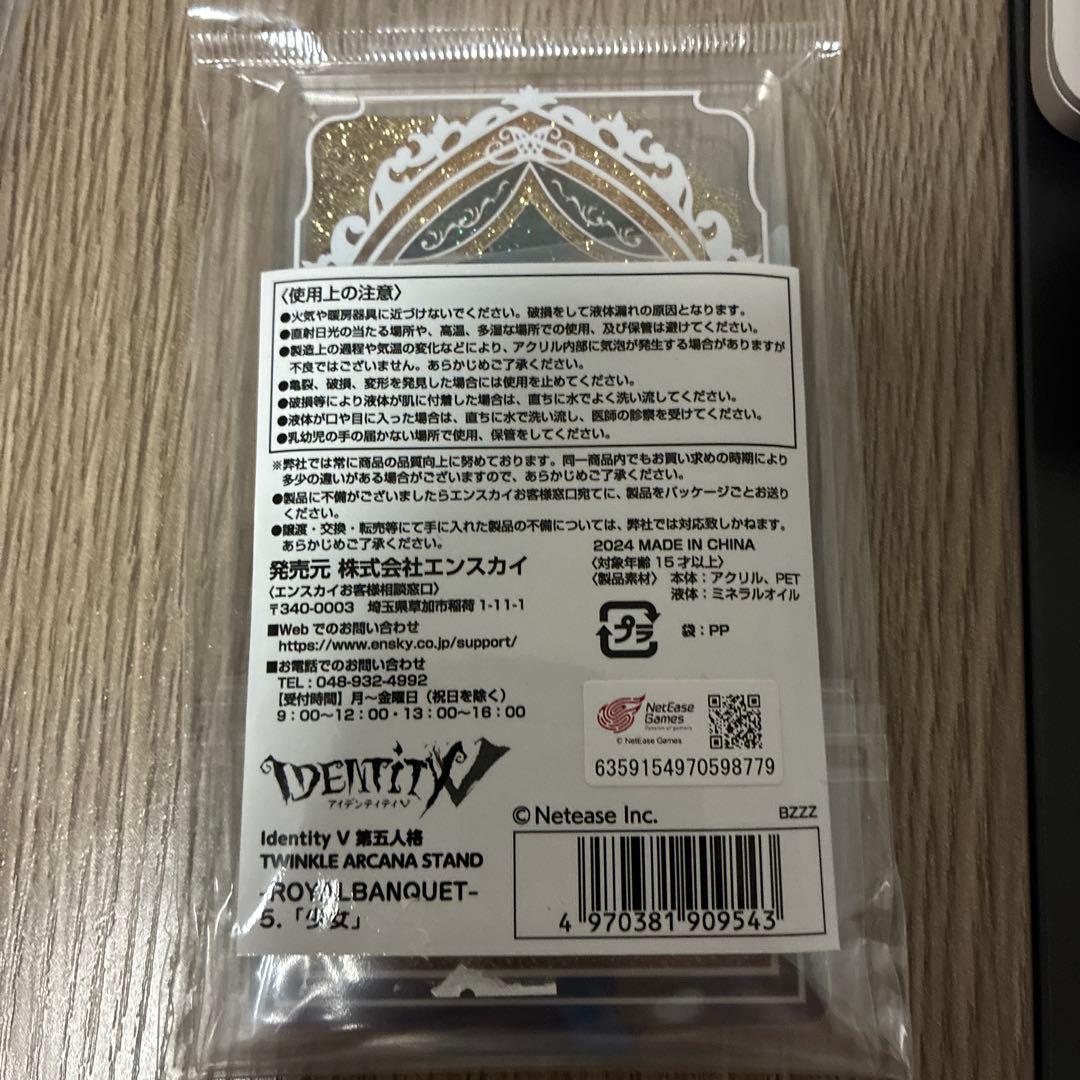 〈使用上の注意〉
●火気や暖房器具に近づけないでください。破損をして液体漏れの原因となります。
●直射日光の当たる場所や、高温、多湿な場所での使用、及び保管は避けてください。
●製造上の過程や気温の変化などにより、アクリル内部に気泡が発生する場合がありますが
不良ではございません。あらかじめご了承ください。
●亀裂、破損、変形を発見した場合には使用を止めてください。
●破損等により液体が肌に付着した場合は、直ちに水でよく洗い流してください。
●液体が口や目に入った場合は、直ちに水で洗い流し、医師の診察を受けてください。
●乳幼児の手の届かない場所で使用、保管をしてください。
※弊社では常に商品の品質向上に努めております。同一商品内でもお買い求めの時期により
多少の違いがある場合がございますので、あらかじめご了承ください。
●製品に不備がございましたらエンスカイお客様窓口宛てに、製品をパッケージごとお送り
ください。
●譲渡・交換・転売等にて手に入れた製品の不備については、弊社では対応致しかねます。
あらかじめご了承ください。
発売元 株式会社エンスカイ
〈エンスカイお客様相談窓口〉
〒340-0003 埼玉県草加市稲荷 1-11-1
■Web でのお問い合わせ
https://www.ensky.co.jp/support/
■お電話でのお問い合わせ
TEL : 048-932-4992
【受付時間】月～金曜日（祝日を除く）
9：00～12：00・13：00～16：00
2024 MADE IN CHINA
〈対象年齢 15才以上〉
〈製品素材〉 本体：アクリル、PET
液体：ミネラルオイル
プラ
袋：PP
NetEase
Games
Passion of gamers
© NetEase Games
6359154970598779
IDENTITY V
アイデンティティV
© Netease Inc.
BZZZ
Identity V 第五人格
TWINKLE ARCANA STAND
-ROYALBANQUET-
5.「少女」
4 970381 909543